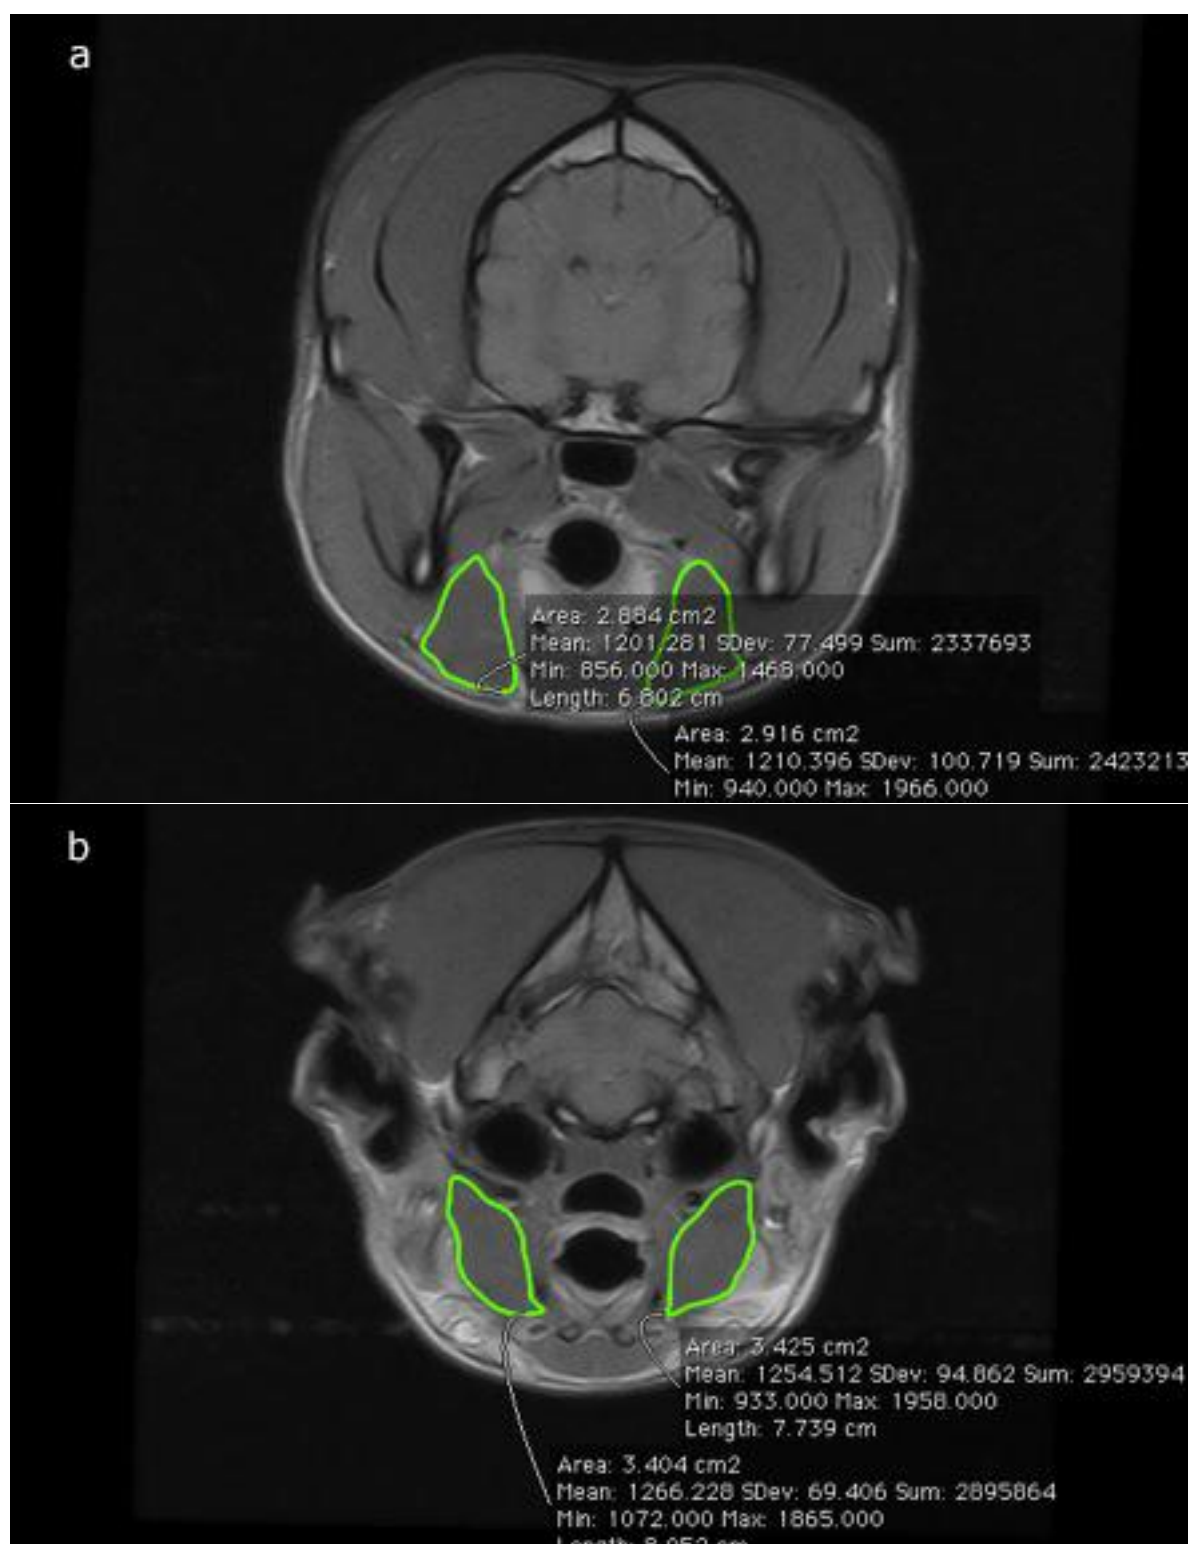 a
Area: 2.884 cm2
Mean: 1201.281 SDev: 77.499 Sum: 2337693
Min: 856.000 Max: 1468.000
Length: 6.802 cm
Area: 2.916 cm2
Mean: 1210.396 SDev: 100.719 Sum: 2423213
Min: 940.000 Max: 1966.000
b
Area: 3.425 cm2
Mean: 1254.512 SDev: 94.862 Sum: 2959394
Min: 933.000 Max: 1958.000
Length: 7.739 cm
Area: 3.404 cm2
Mean: 1266.228 SDev: 69.406 Sum: 2895864
Min: 1072.000 Max: 1865.000
Length: 8.052 cm